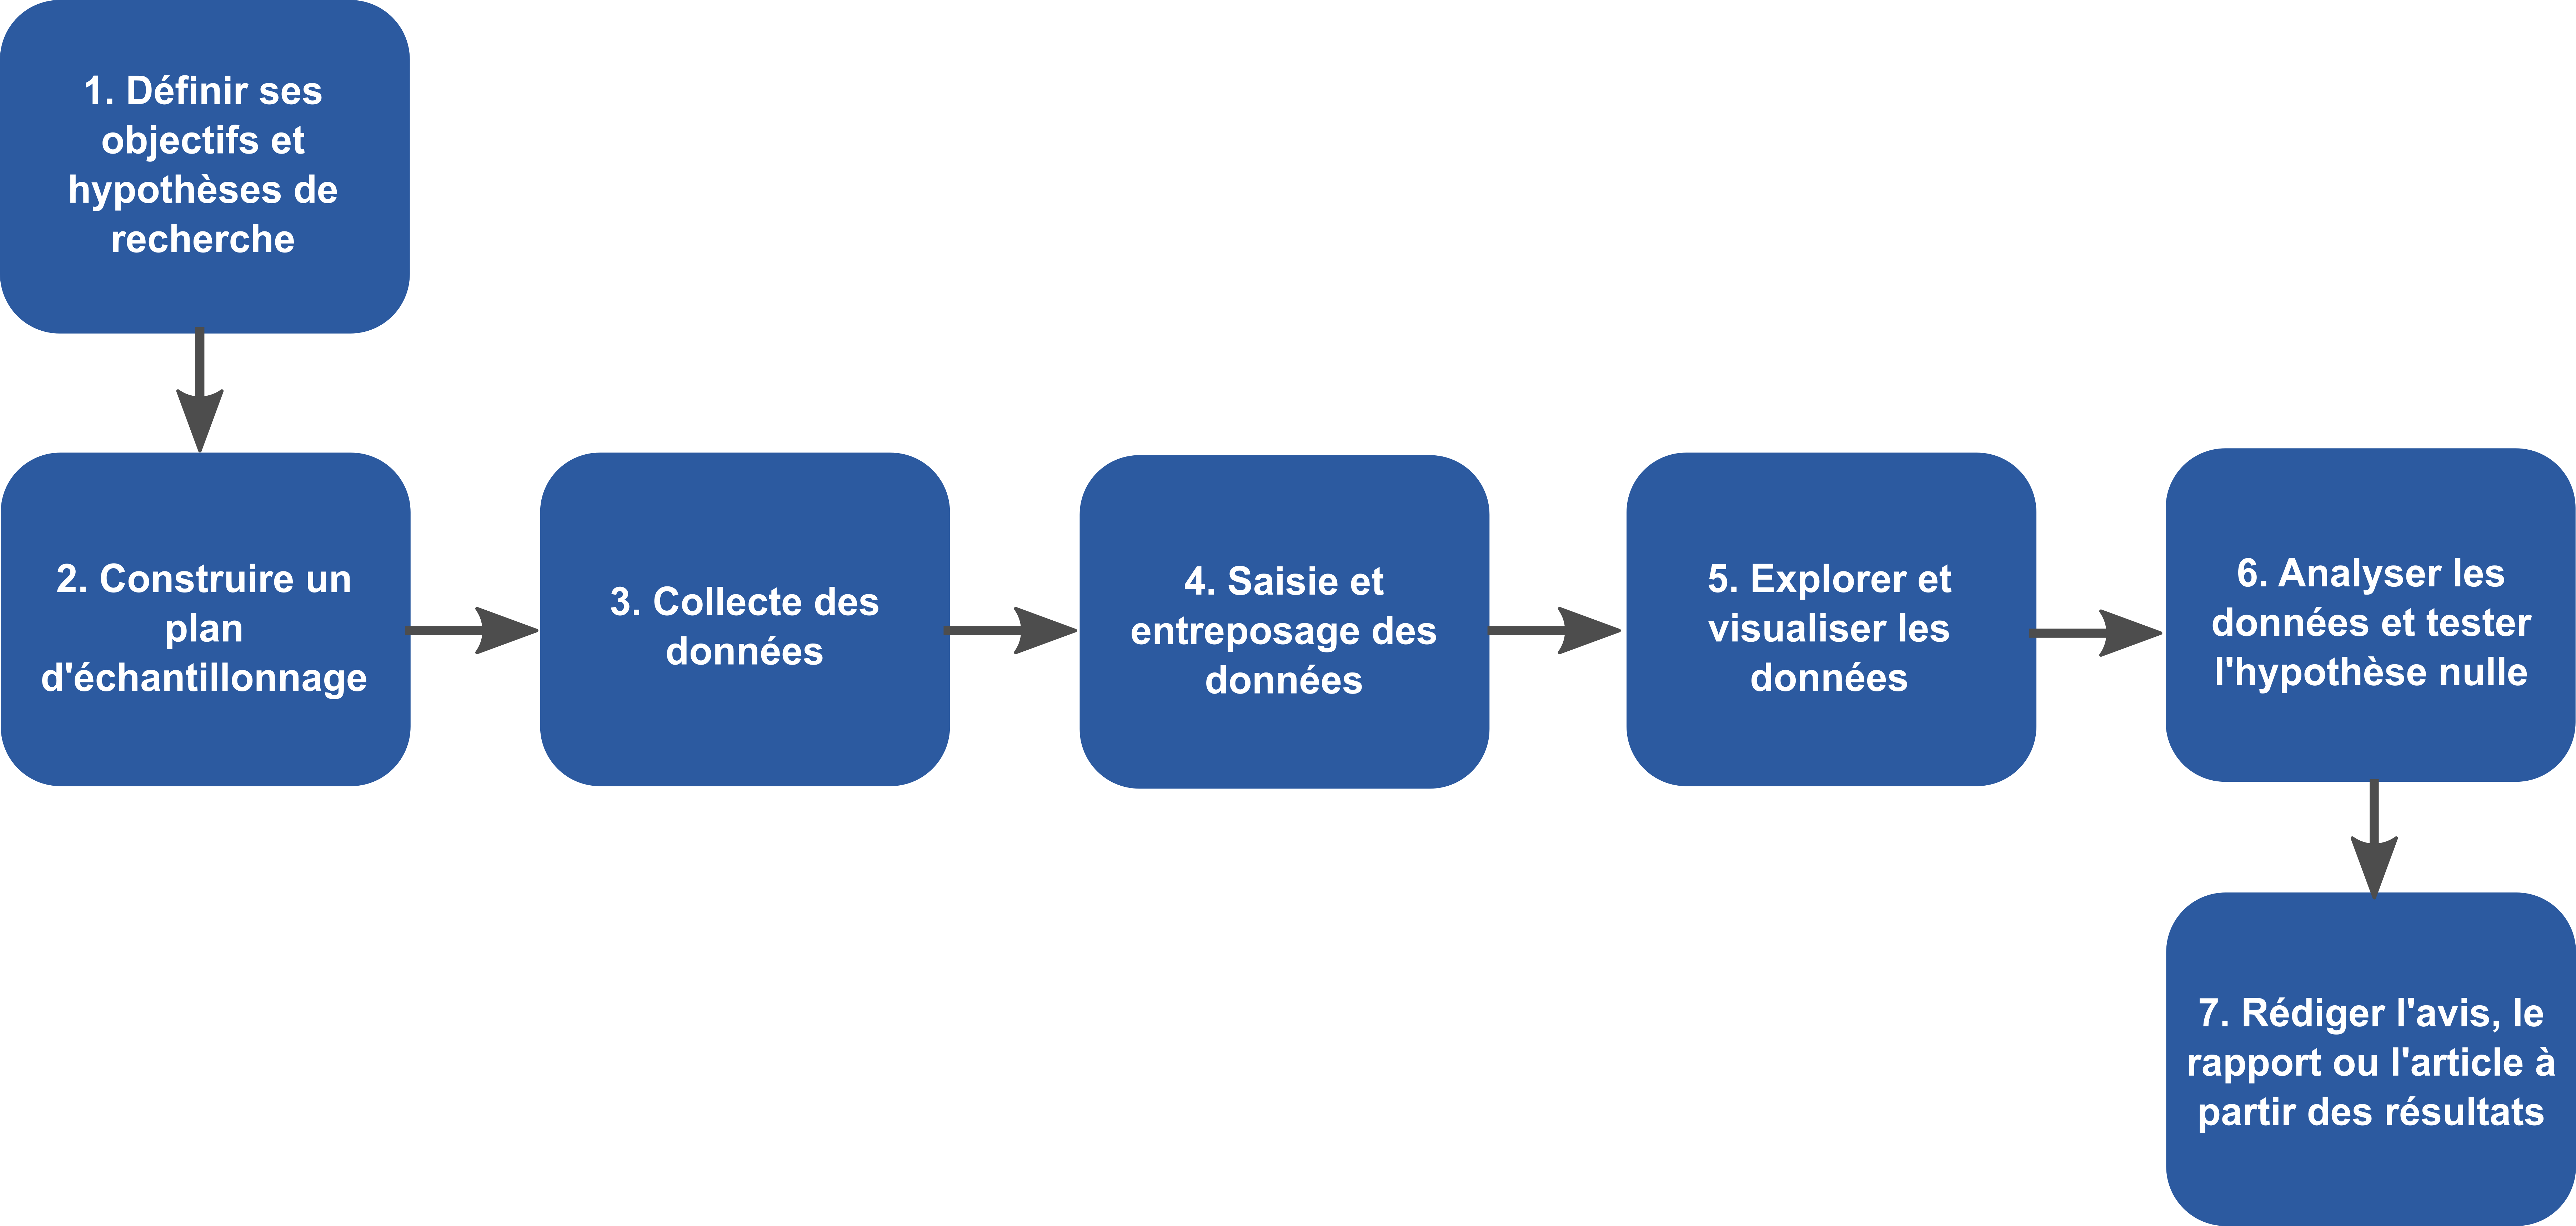 1. Définir ses
objectifs et
hypothèses de
recherche
2. Construire un
plan
d'échantillonnage
3. Collecte des
données
4. Saisie et
entreposage des
données
5. Explorer et
visualiser les
données
6. Analyser les
données et tester
l'hypothèse nulle
7. Rédiger l'avis, le
rapport ou l'article à
partir des résultats